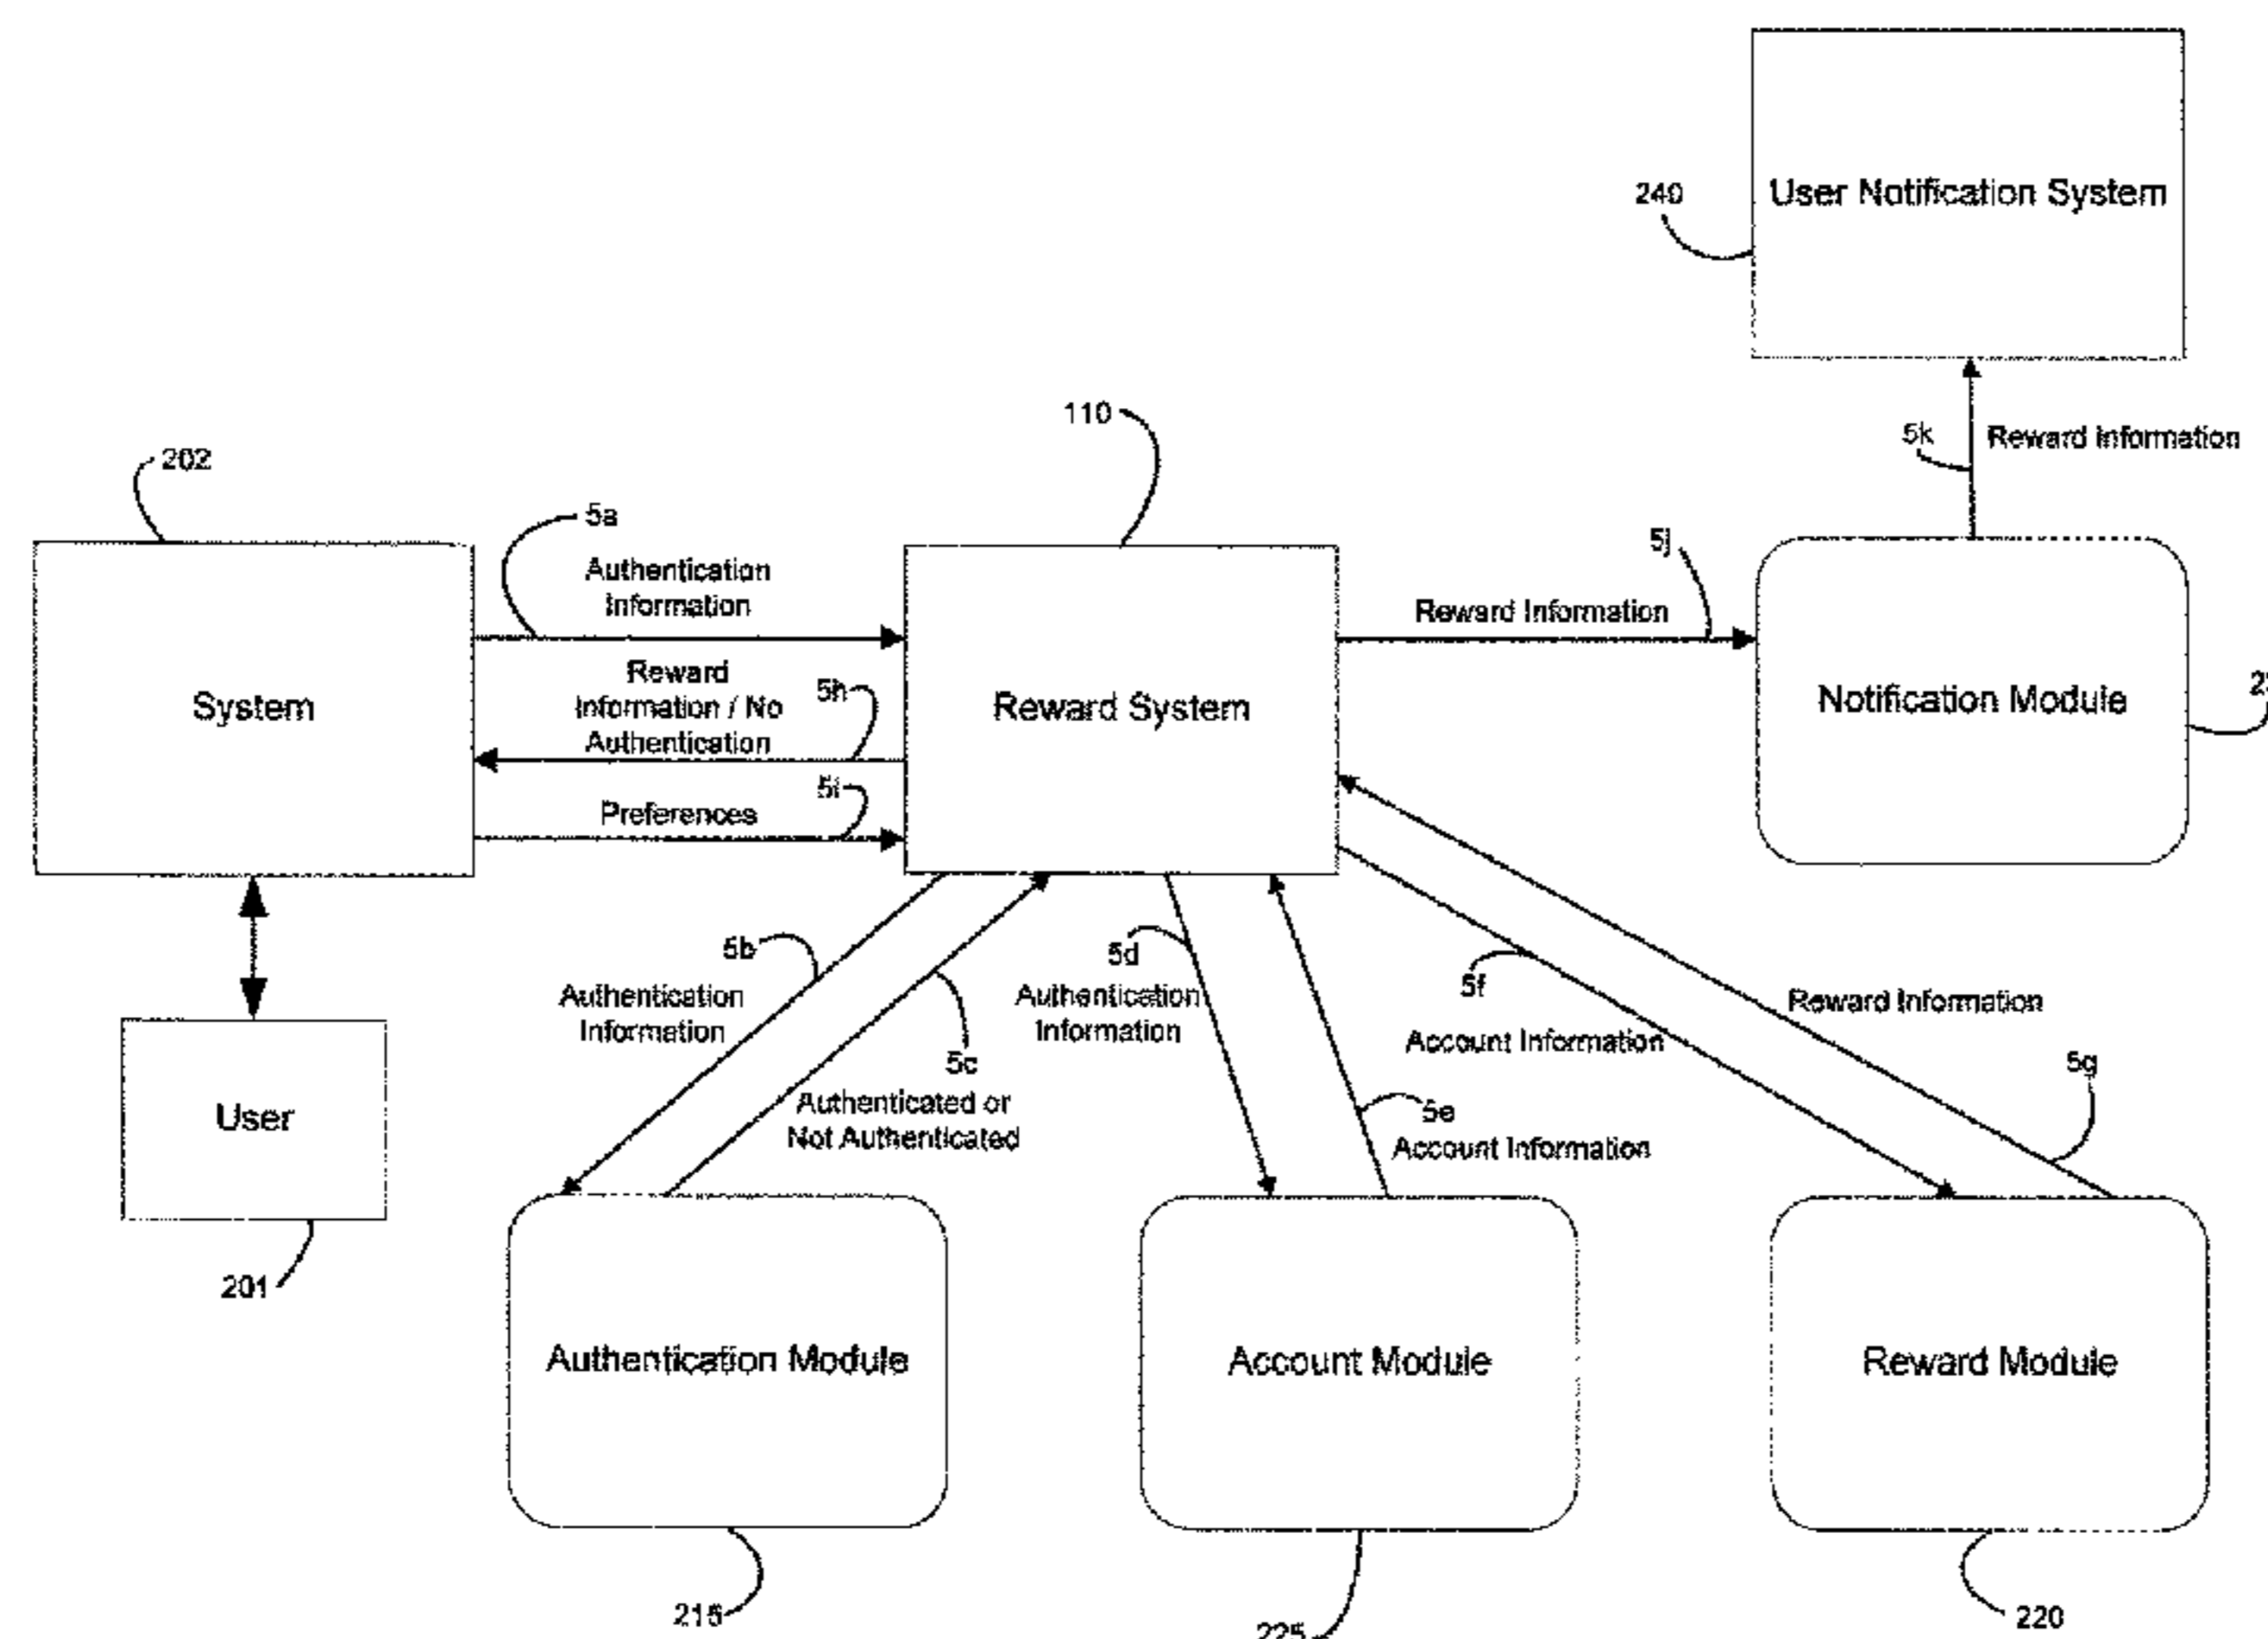 User Notification System
240
5k
Reward Information
110
202
5a
Authentication
Information
Reward
Information / No
Authentication
5h
5i
Preferences
System
Reward System
5j
Reward Information
Notification Module
User
201
5b
Authentication
Information
5c
Authenticated or
Not Authenticated
5d
Authentication
Information
5e
Account Information
5f
Account Information
Reward Information
5g
Authentication Module
Account Module
Reward Module
215
225
220